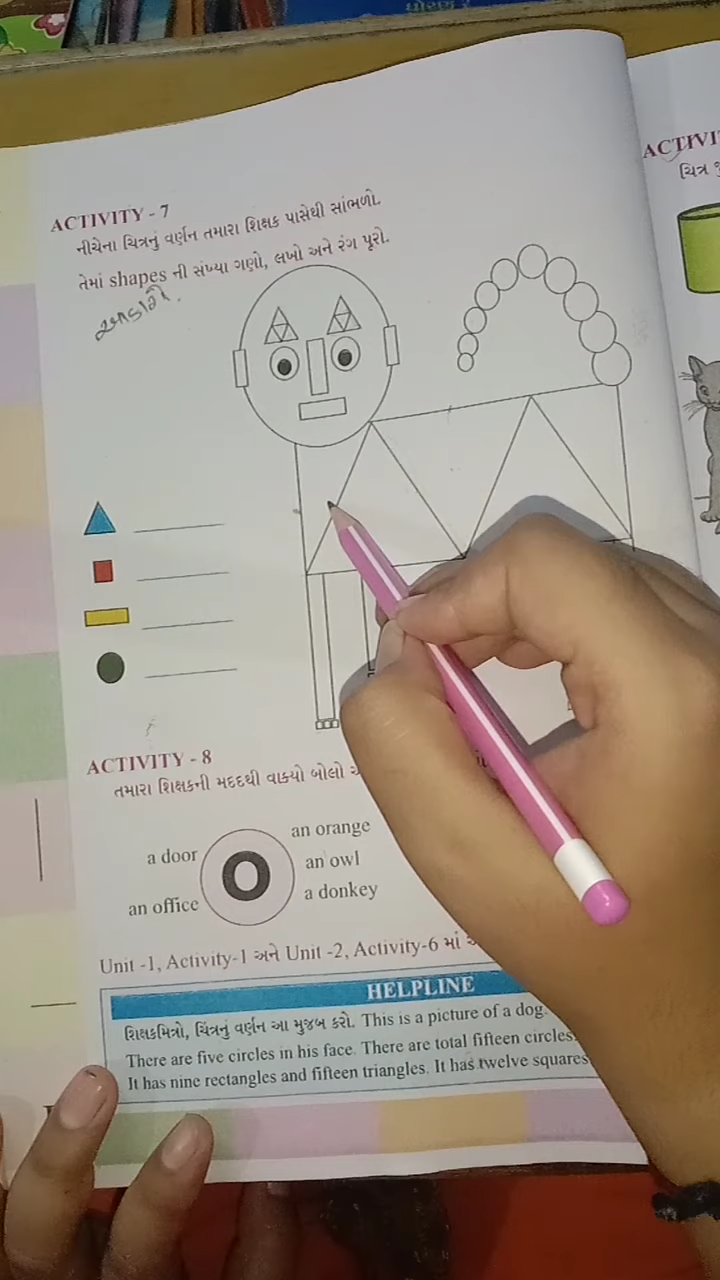 ધોરણ
ACTIVITY - 7
નીચેના ચિત્રનું વર્ણન તમારા શિક્ષક પાસેથી સાંભળો.
તેમાં shapes ની સંખ્યા ગણો, લખો અને રંગ પૂરો.
ACTIVITY - 8
તમારા શિક્ષકની મદદથી વાક્યો બોલો
a door
an office
O
an orange
an owl
a donkey
Unit -1, Activity-1 અને Unit -2, Activity-6 માં
HELPLINE
શિક્ષકમિત્રો, ચિત્રનું વર્ણન આ મુજબ કરો. This is a picture of a dog.
There are five circles in his face. There are total fifteen circles.
It has nine rectangles and fifteen triangles. It has twelve squares
ACTIVI
ચિત્ર